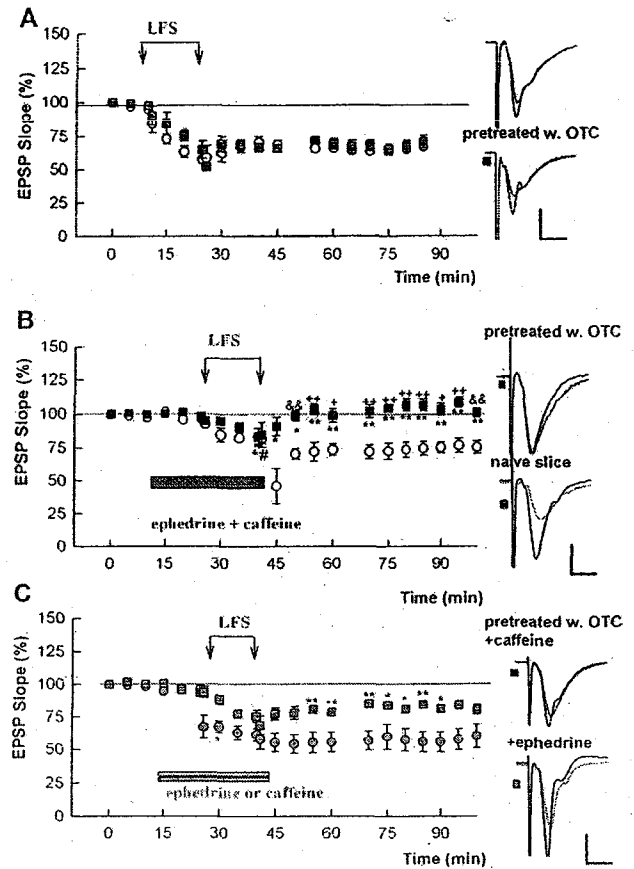 A
LFS
150
125
100
75
50
25
0
EPSP Slope (%)
0 15 30 45 60 75 90
Time (min)
pretreated w. OTC
B
LFS
150
125
100
75
50
25
0
EPSP Slope (%)
&& ++ + ++ ++ ++ ++ + ++ &&
* ** * ** ** ** ** ** **
* #
ephedrine + caffeine
0 15 30 45 60 75 90
Time (min)
pretreated w. OTC
naive slice
C
LFS
150
125
100
75
50
25
0
EPSP Slope (%)
** ** ** * * ** *
*
ephedrine or caffeine
0 15 30 45 60 75 90
Time (min)
pretreated w. OTC
+caffeine
+ephedrine